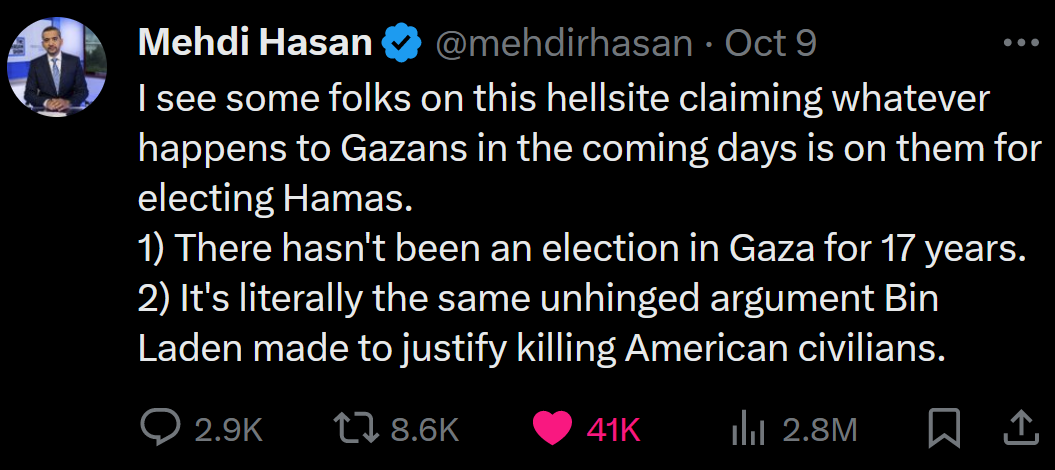 Mehdi Hasan @mehdirhasan · Oct 9
I see some folks on this hellsite claiming whatever
happens to Gazans in the coming days is on them for
electing Hamas.
1) There hasn't been an election in Gaza for 17 years.
2) It's literally the same unhinged argument Bin
Laden made to justify killing American civilians.
2.9K 8.6K 41K 2.8M